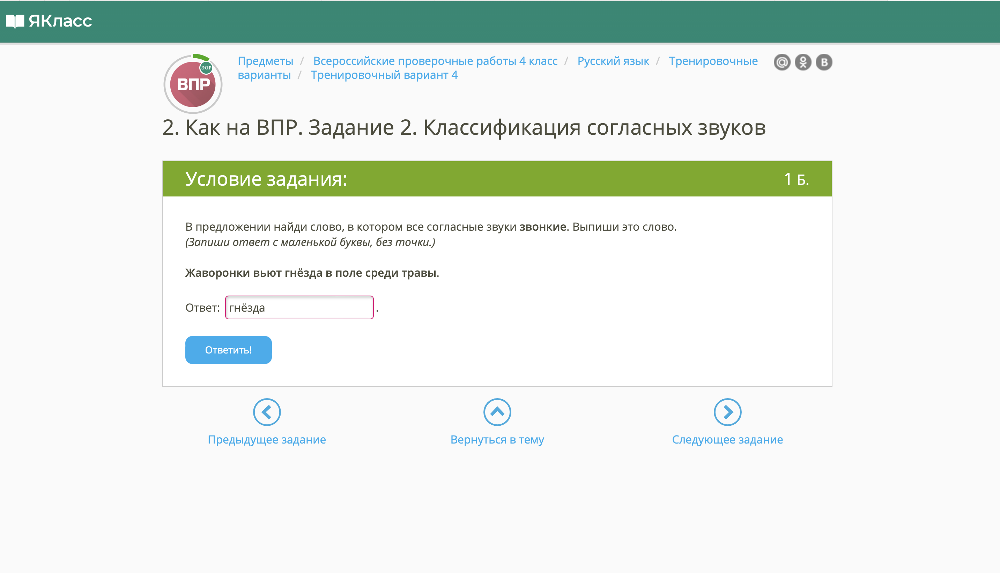 ЯКласс
Предметы / Всероссийские проверочные работы 4 класс / Русский язык / Тренировочные
варианты / Тренировочный вариант 4
ЭОР
ВПР
@ В
2. Как на ВПР. Задание 2. Классификация согласных звуков
Условие задания: 1 Б.
В предложении найди слово, в котором все согласные звуки звонкие. Выпиши это слово.
(Запиши ответ с маленькой буквы, без точки.)
Жаворонки вьют гнёзда в поле среди травы.
Ответ: гнёзда .
Ответить!
Предыдущее задание Вернуться в тему Следующее задание